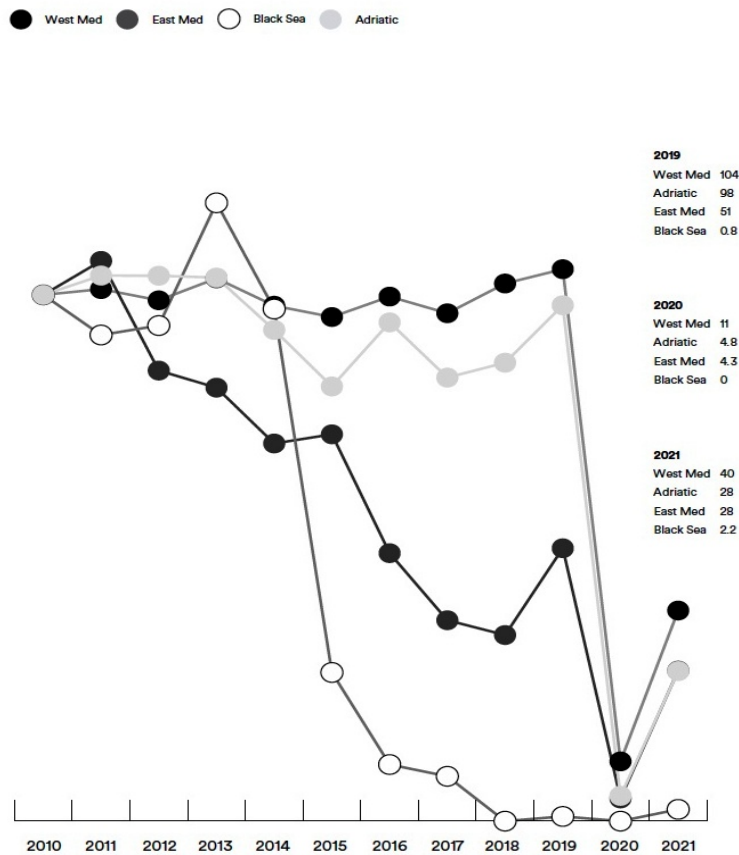 West Med East Med Black Sea Adriatic
2019
West Med 104
Adriatic 98
East Med 51
Black Sea 0.8
2020
West Med 11
Adriatic 4.8
East Med 4.3
Black Sea 0
2021
West Med 40
Adriatic 28
East Med 28
Black Sea 2.2
2010 2011 2012 2013 2014 2015 2016 2017 2018 2019 2020 2021